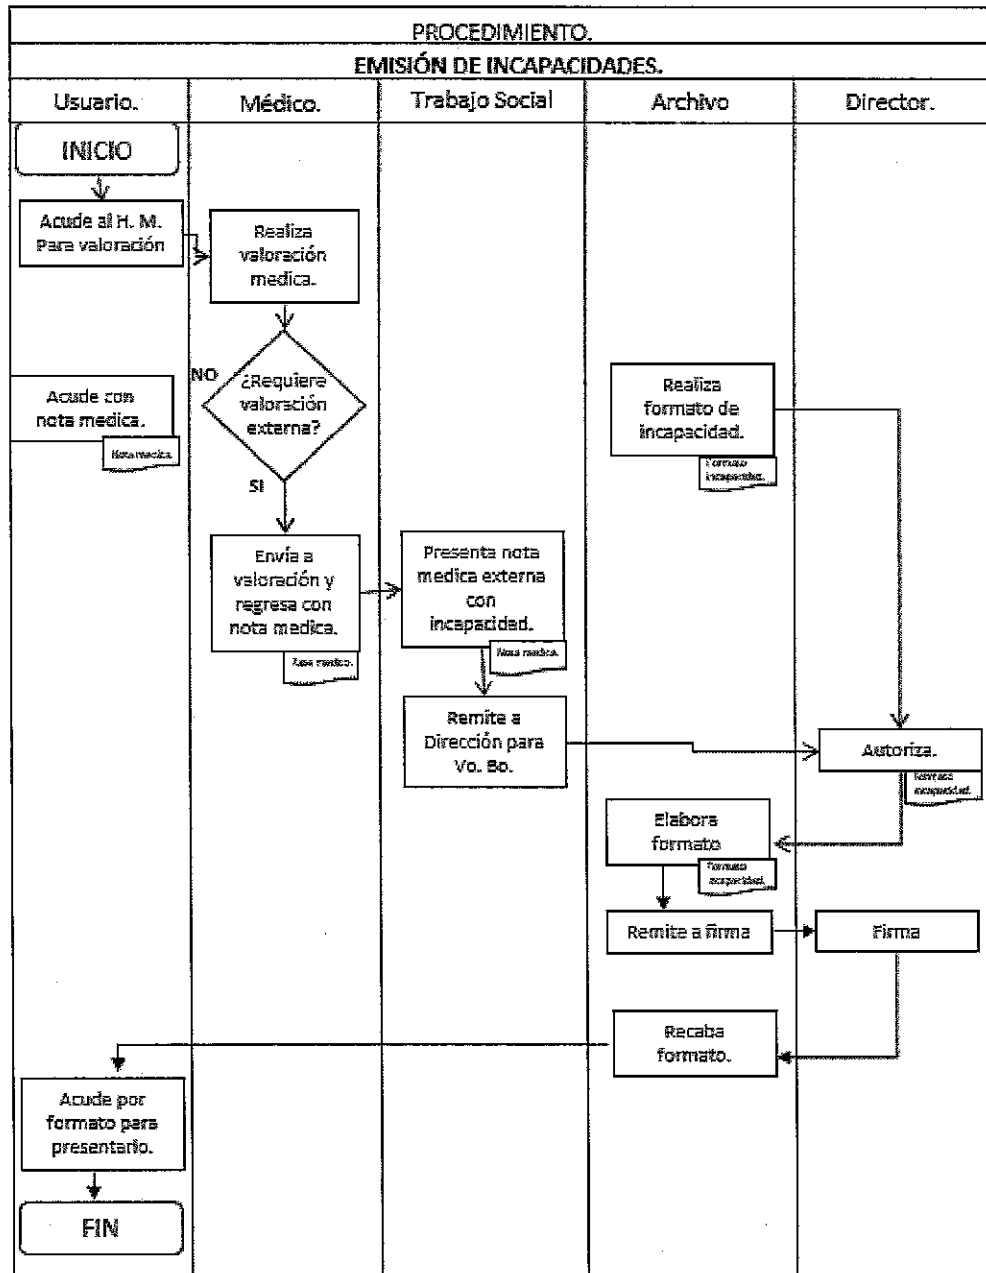 PROCEDIMIENTO.
EMISIÓN DE INCAPACIDADES.
Usuario.
Médico.
Trabajo Social
Archivo
Director.
INICIO
Acude al H. M.
Para valoración
Realiza
valoración
medica.
NO
¿Requiere
valoración
externa?
SI
Acude con
nota medica.
Nota medica.
Realiza
formato de
incapacidad.
Formato
incapacidad.
Envía a
valoración y
regresa con
nota medica.
Presenta nota
medica externa
con
incapacidad.
Nota medica.
Remite a
Dirección para
Vo. Bo.
Autoriza.
Formato
incapacidad.
Elabora
formato
Formato
incapacidad.
Remite a firma
Firma
Recaba
formato.
Acude por
formato para
presentarlo.
FIN